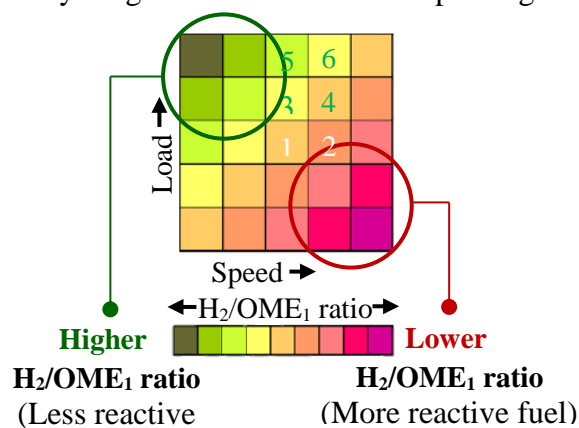 5 6
3 4
1 2
Load
Speed
H₂/OME₁ ratio
Higher
Lower
H₂/OME₁ ratio
H₂/OME₁ ratio
(Less reactive
(More reactive fuel)